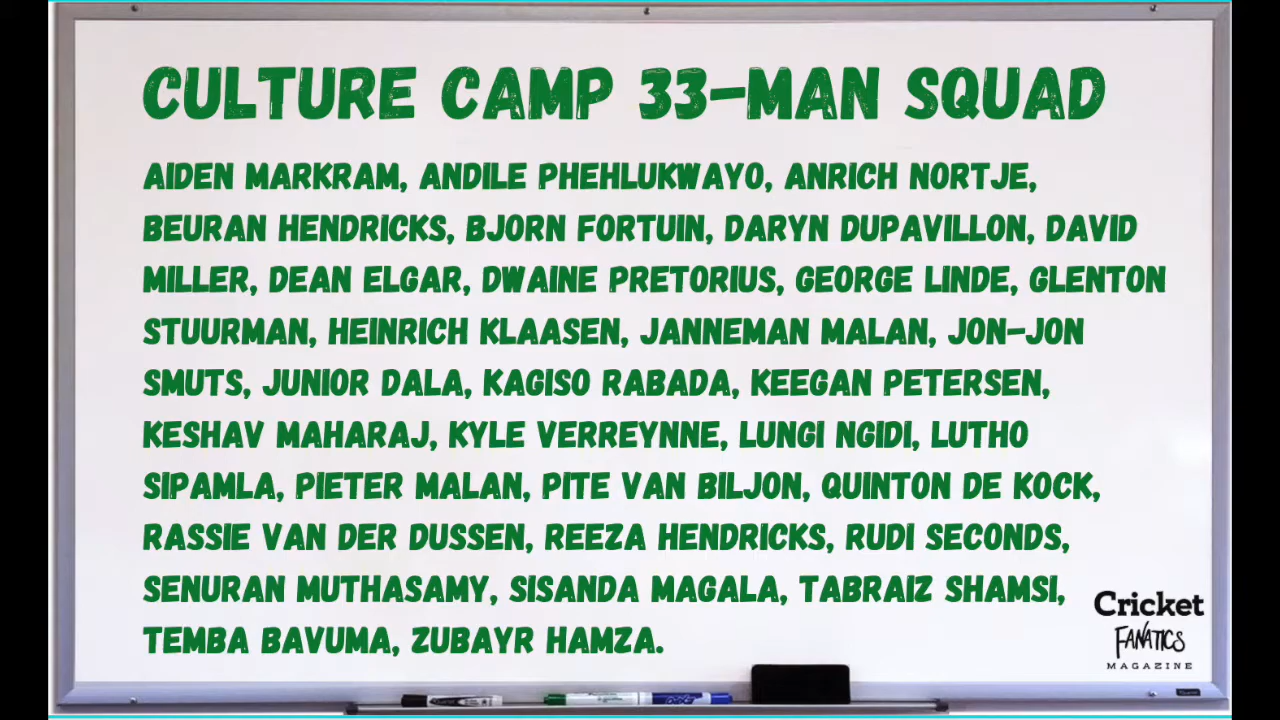 CULTURE CAMP 33-MAN SQUAD
AIDEN MARKRAM, ANDILE PHEHLUKWAYO, ANRICH NORTJE,
BEURAN HENDRICKS, BJORN FORTUIN, DARYN DUPAVILLON, DAVID
MILLER, DEAN ELGAR, DWAINE PRETORIUS, GEORGE LINDE, GLENTON
STUURMAN, HEINRICH KLAASEN, JANNEMAN MALAN, JON-JON
SMUTS, JUNIOR DALA, KAGISO RABADA, KEEGAN PETERSEN,
KESHAV MAHARAJ, KYLE VERREYNNE, LUNGI NGIDI, LUTHO
SIPAMLA, PIETER MALAN, PITE VAN BILJON, QUINTON DE KOCK,
RASSIE VAN DER DUSSEN, REEZA HENDRICKS, RUDI SECONDS,
SENURAN MUTHASAMY, SISANDA MAGALA, TABRAIZ SHAMSI,
TEMBA BAVUMA, ZUBAYR HAMZA.
Cricket
FANATICS
MAGAZINE